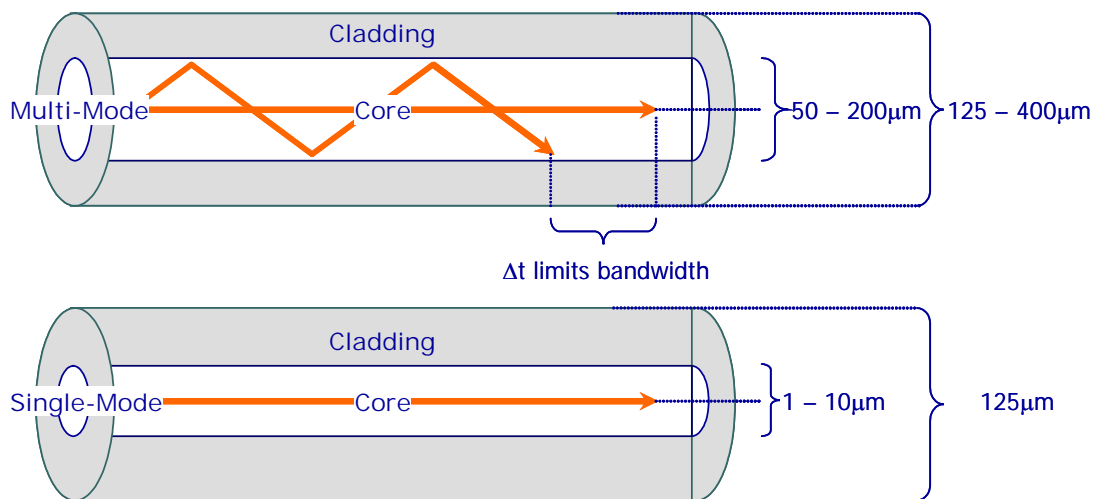 Cladding
Multi-Mode
Core
50 – 200μm
125 – 400μm
Δt limits bandwidth
Cladding
Single-Mode
Core
1 – 10μm
125μm